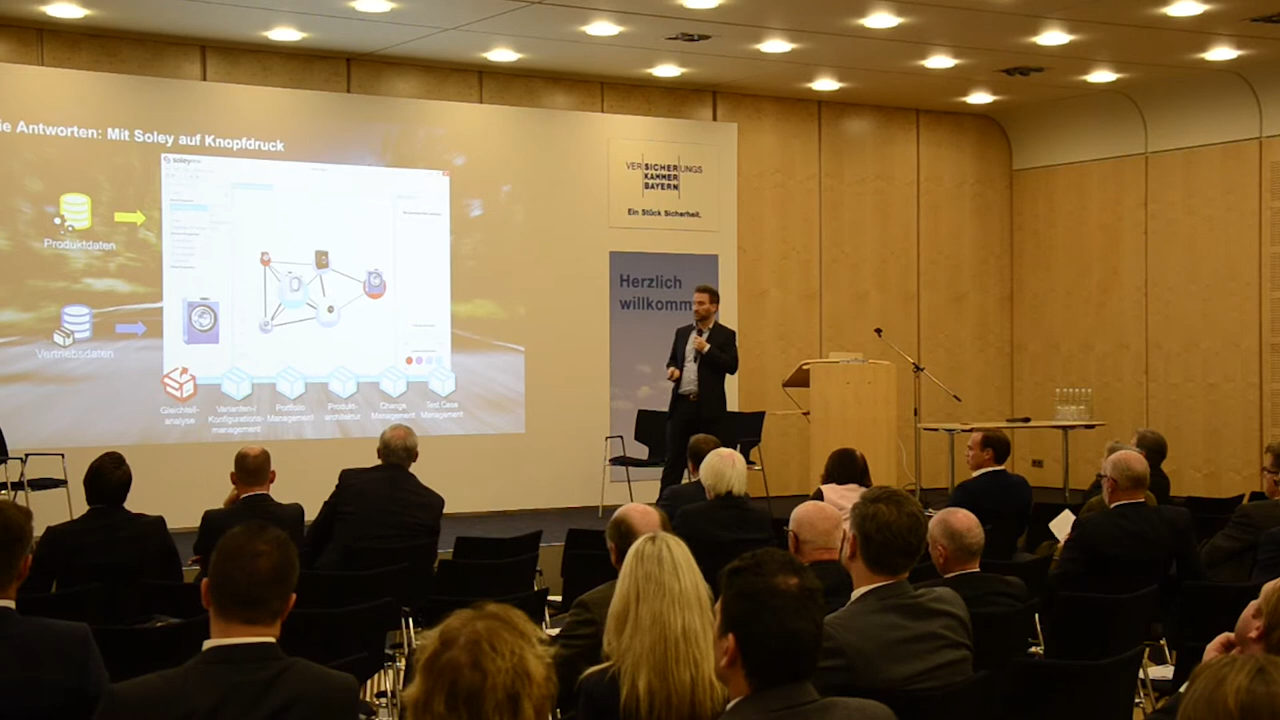 ie Antworten: Mit Soley auf Knopfdruck
soley
Produktdaten
Vertriebsdaten
Gleichteil-
analyse
Varianten-/
Konfigurations-
management
Portfolio
Management
Produkt-
architektur
Change
Management
Test Case
Management
VERSICHERUNGS
KAMMER
BAYERN
Ein Stück Sicherheit.
Herzlich
willkomm